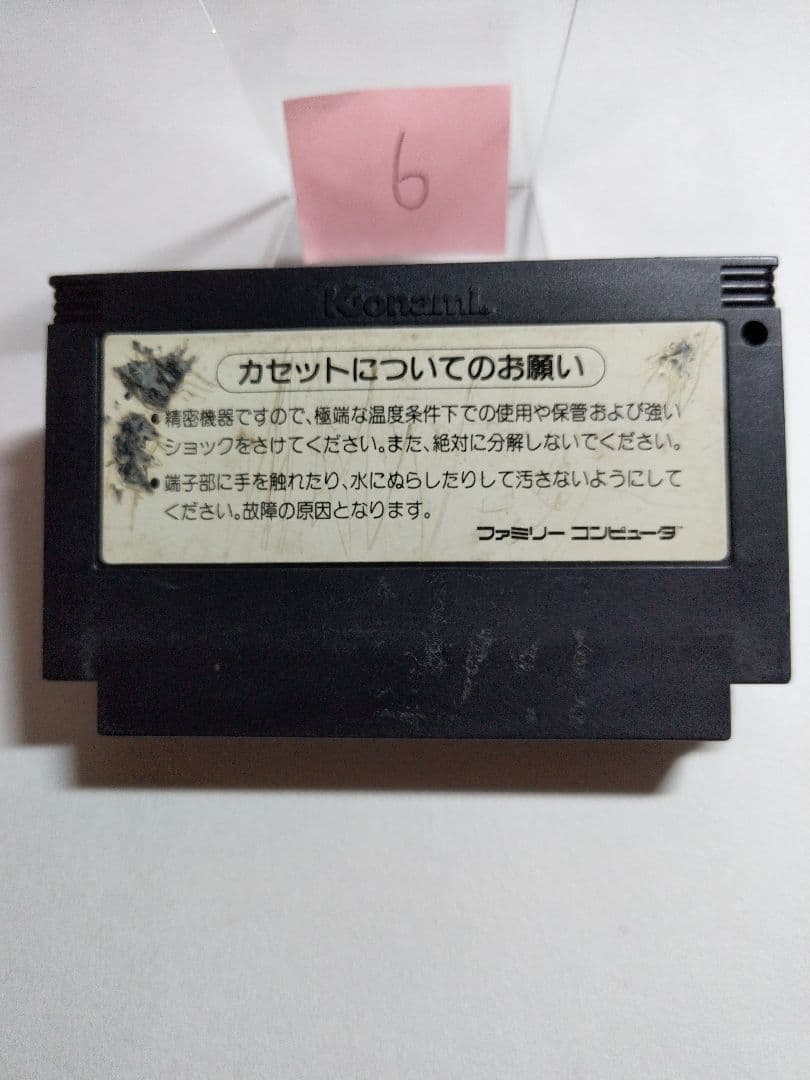 6
Konami
カセットについてのお願い
● 精密機器ですので、極端な温度条件下での使用や保管および強い
ショックをさけてください。また、絶対に分解しないでください。
● 端子部に手を触れたり、水にぬらしたりして汚さないようにして
ください。故障の原因となります。
ファミリー コンピュータ™